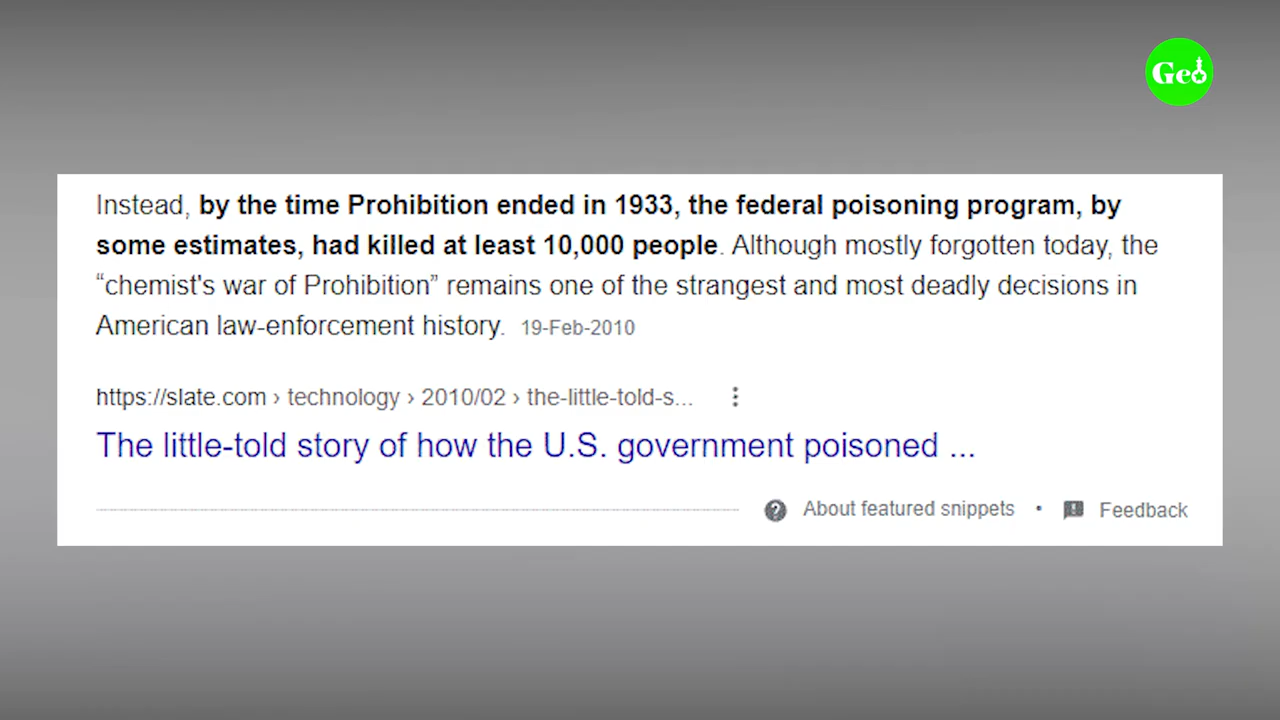 Geo
Instead, by the time Prohibition ended in 1933, the federal poisoning program, by
some estimates, had killed at least 10,000 people. Although mostly forgotten today, the
“chemist's war of Prohibition” remains one of the strangest and most deadly decisions in
American law-enforcement history. 19-Feb-2010
https://slate.com › technology › 2010/02 › the-little-told-s...
The little-told story of how the U.S. government poisoned ...
About featured snippets • Feedback